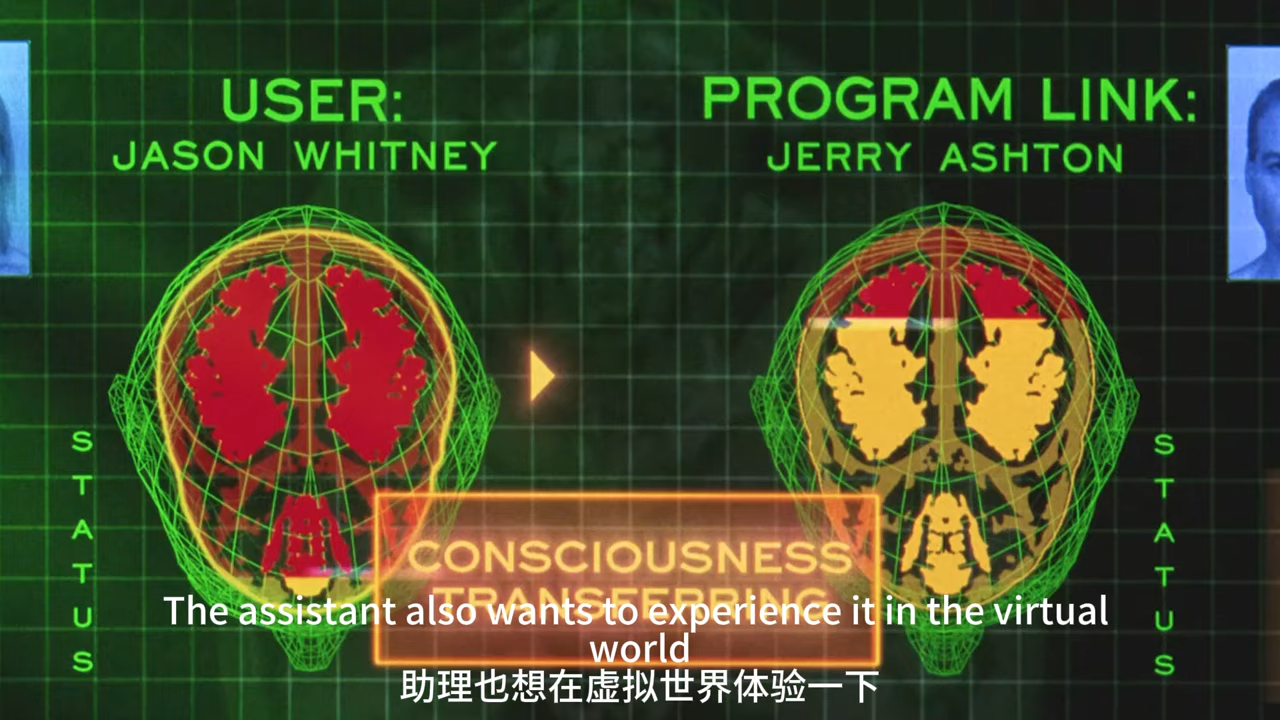 USER:
JASON WHITNEY
PROGRAM LINK:
JERRY ASHTON
STATUS
STATUS
CONSCIOUSNESS
TRANSFERRING
The assistant also wants to experience it in the virtual
world
助理也想在虚拟世界体验一下